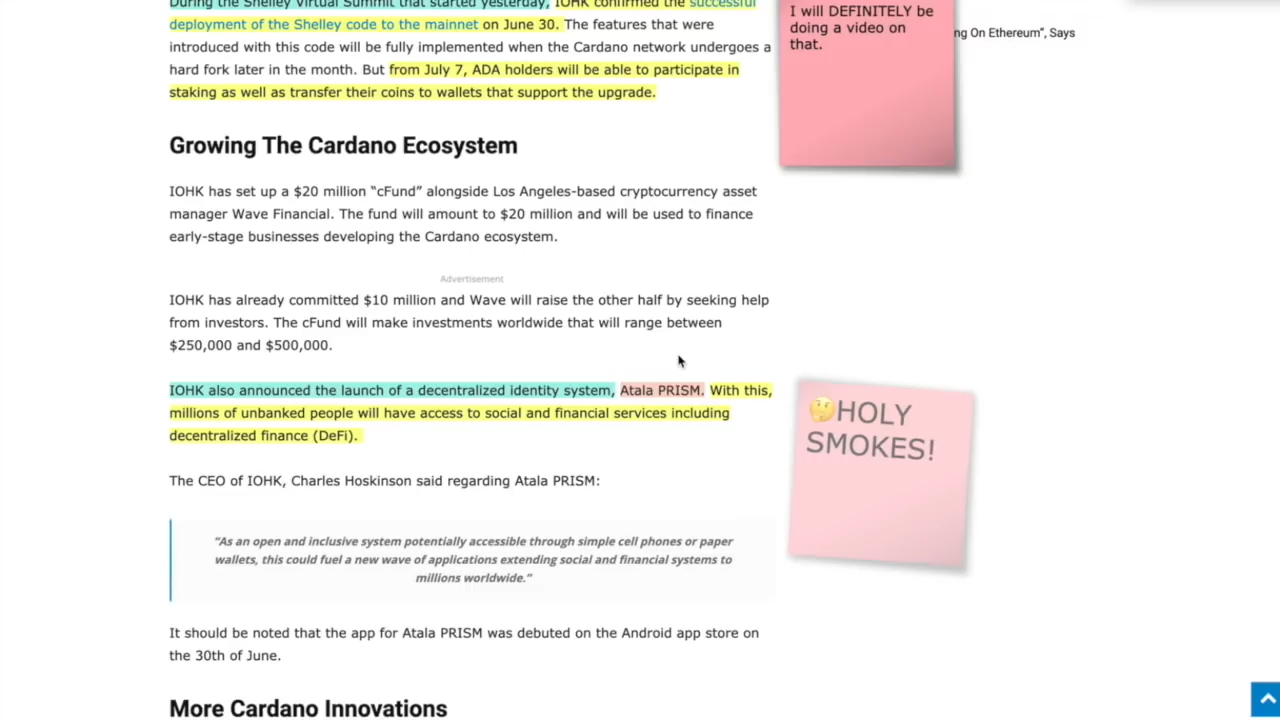 During the Shelley Virtual Summit that started yesterday, IOHK confirmed the successful
deployment of the Shelley code to the mainnet on June 30. The features that were
introduced with this code will be fully implemented when the Cardano network undergoes a
hard fork later in the month. But from July 7, ADA holders will be able to participate in
staking as well as transfer their coins to wallets that support the upgrade.
I will DEFINITELY be
doing a video on
that.
ng On Ethereum”, Says
Growing The Cardano Ecosystem
IOHK has set up a $20 million “cFund” alongside Los Angeles-based cryptocurrency asset
manager Wave Financial. The fund will amount to $20 million and will be used to finance
early-stage businesses developing the Cardano ecosystem.
Advertisement
IOHK has already committed $10 million and Wave will raise the other half by seeking help
from investors. The cFund will make investments worldwide that will range between
$250,000 and $500,000.
IOHK also announced the launch of a decentralized identity system, Atala PRISM. With this,
millions of unbanked people will have access to social and financial services including
decentralized finance (DeFi).
🤔HOLY
SMOKES!
The CEO of IOHK, Charles Hoskinson said regarding Atala PRISM:
“As an open and inclusive system potentially accessible through simple cell phones or paper
wallets, this could fuel a new wave of applications extending social and financial systems to
millions worldwide.”
It should be noted that the app for Atala PRISM was debuted on the Android app store on
the 30th of June.
More Cardano Innovations